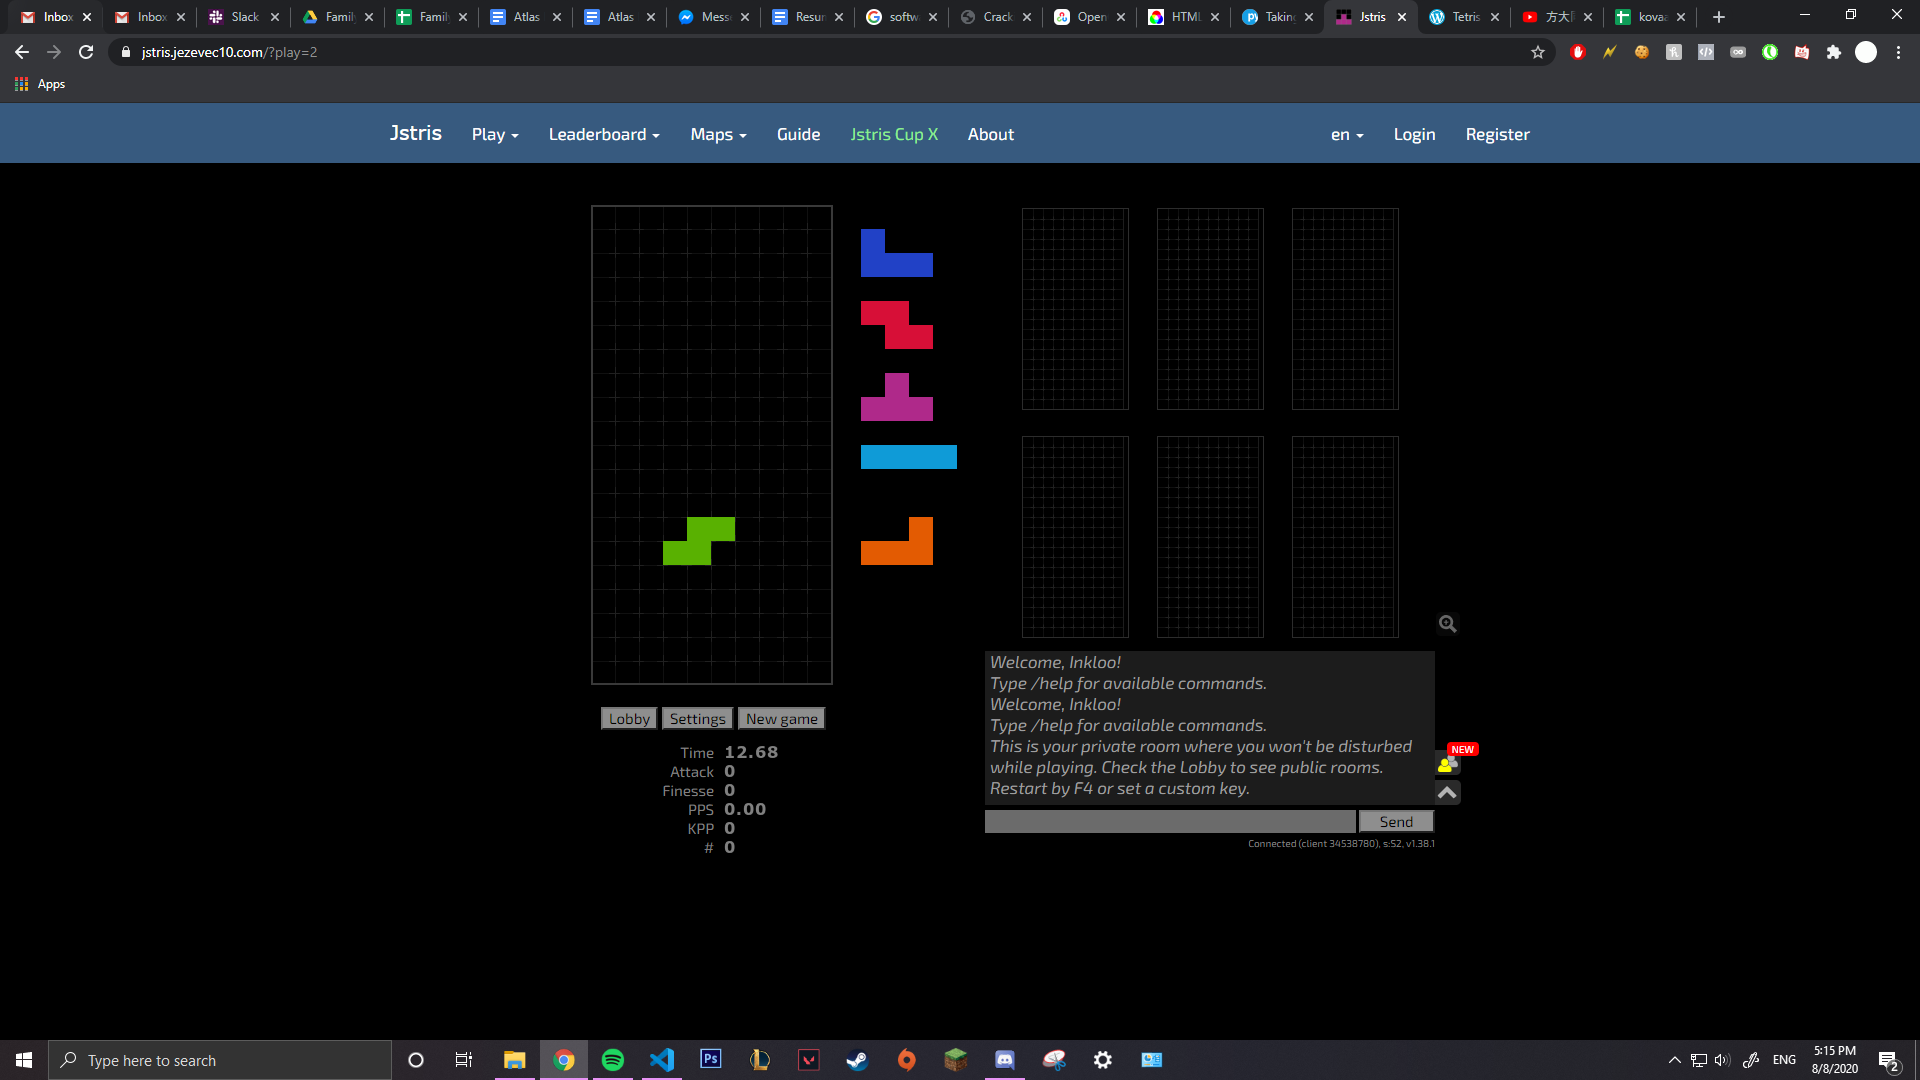 Inbox
Inbox
Slack
Family
Family
Atlas
Atlas
Mess
Resu
softw
Crack
Open
HTML
Taking
Jstris
Tetris
方大
kova
jstris.jezevec10.com/?play=2
Apps
Jstris Play Leaderboard Maps Guide Jstris Cup X About en Login Register
Lobby Settings New game
Time 12.68
Attack 0
Finesse 0
PPS 0.00
KPP 0
# 0
Welcome, Inkloo!
Type /help for available commands.
Welcome, Inkloo!
Type /help for available commands.
This is your private room where you won't be disturbed
while playing. Check the Lobby to see public rooms.
Restart by F4 or set a custom key.
NEW
Send
Connected (client 34538780), s:52, v1.38.1
Type here to search
Ps
ENG
5:15 PM
8/8/2020
2